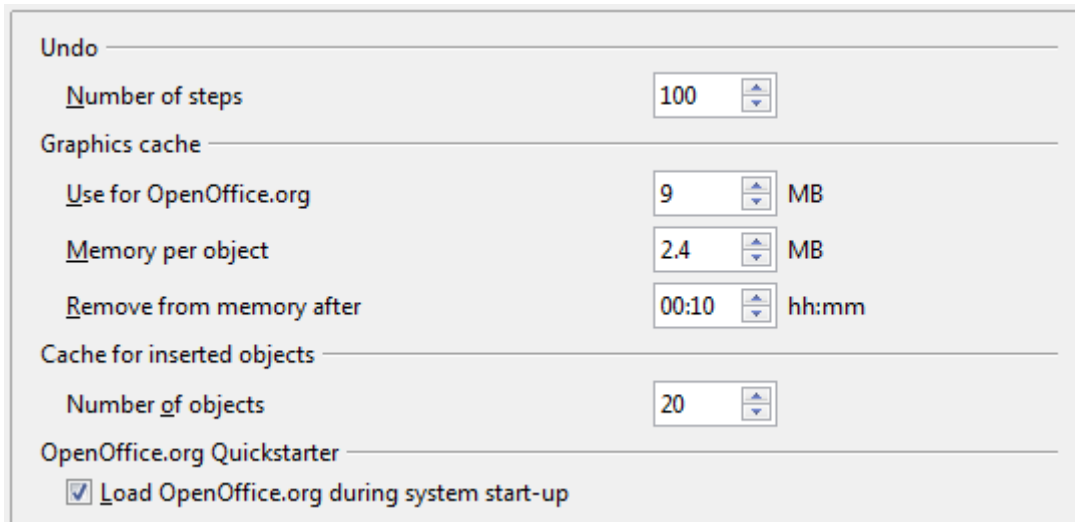 Undo
Number of steps 100
Graphics cache
Use for OpenOffice.org 9 MB
Memory per object 2.4 MB
Remove from memory after 00:10 hh:mm
Cache for inserted objects
Number of objects 20
OpenOffice.org Quickstarter
Load OpenOffice.org during system start-up